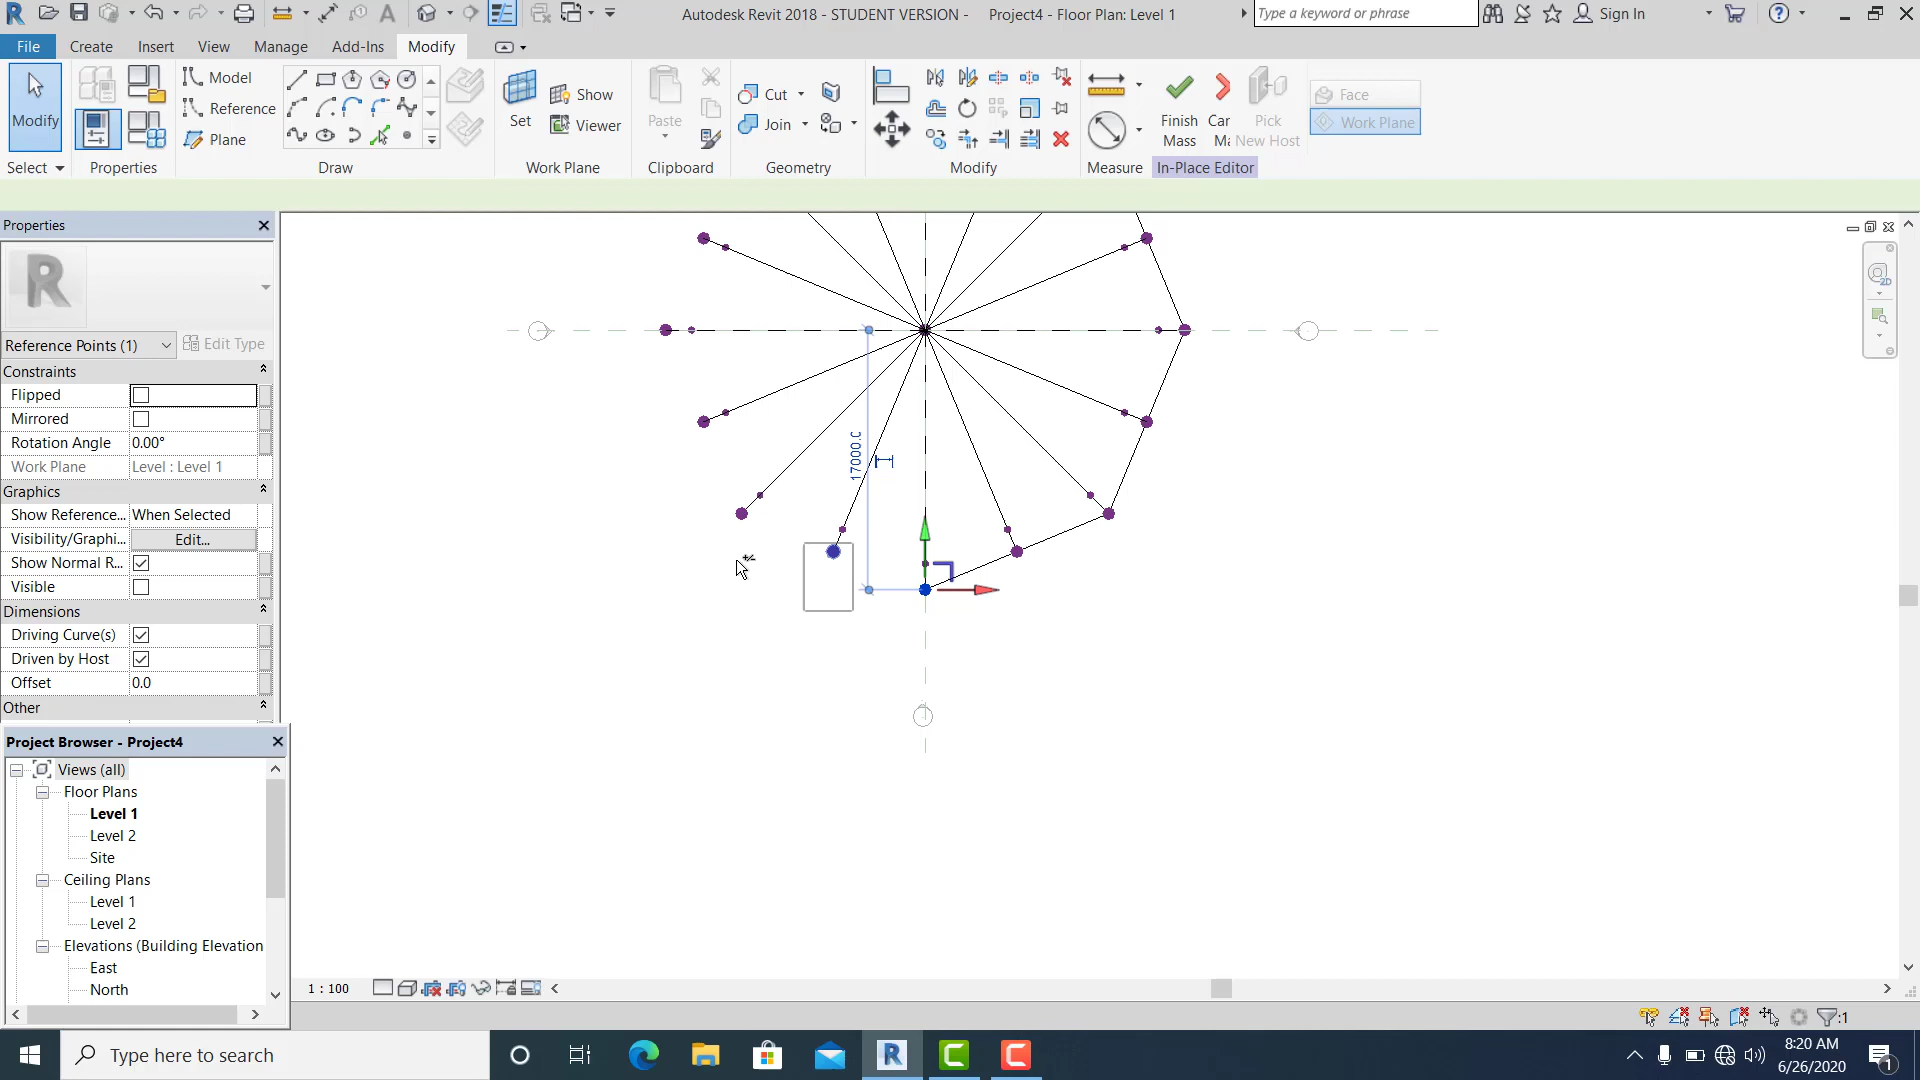 Autodesk Revit 2018 - STUDENT VERSION - Project4 - Floor Plan: Level 1
Type a keyword or phrase
Sign In
File Create Insert View Manage Add-Ins Modify
Model
Reference
Plane
Modify
Set
Show
Viewer
Paste
Cut
Join
Finish Mass
Pick New Host
Face
Work Plane
Select Properties Draw Work Plane Clipboard Geometry Modify Measure In-Place Editor
Properties
R
Reference Points (1) Edit Type
Constraints
Flipped
Mirrored
Rotation Angle 0.00°
Work Plane Level : Level 1
Graphics
Show Reference... When Selected
Visibility/Graphi... Edit...
Show Normal R...
Visible
Dimensions
Driving Curve(s)
Driven by Host
Offset 0.0
Other
17000.0
2D
Project Browser - Project4
Views (all)
Floor Plans
Level 1
Level 2
Site
Ceiling Plans
Level 1
Level 2
Elevations (Building Elevation
East
North
1 : 100
:1
Type here to search
8:20 AM
6/26/2020
1